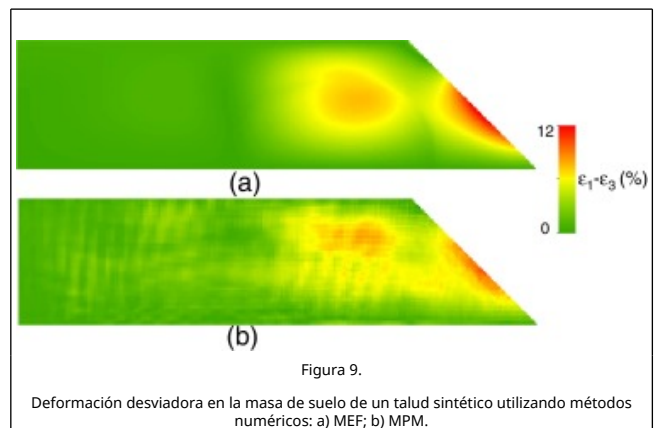 (a)
12
ε1-ε3 (%)
0
(b)
Figura 9.
Deformación desviadora en la masa de suelo de un talud sintético utilizando métodos
numéricos: a) MEF; b) MPM.